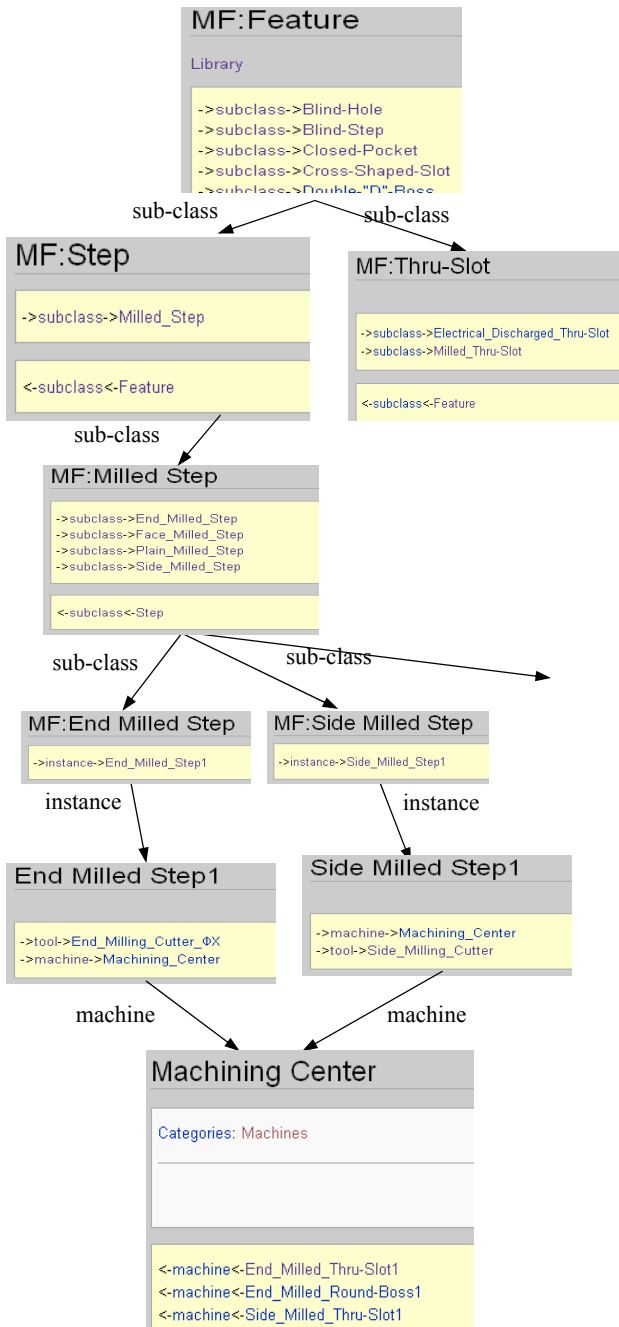 MF:Feature
Library
->subclass->Blind-Hole
->subclass->Blind-Step
->subclass->Closed-Pocket
->subclass->Cross-Shaped-Slot
->subclass->Double-"D"-Boss
sub-class
sub-class
MF:Step
->subclass->Milled_Step
<-subclass<-Feature
MF:Thru-Slot
->subclass->Electrical_Discharged_Thru-Slot
->subclass->Milled_Thru-Slot
<-subclass<-Feature
sub-class
MF:Milled Step
->subclass->End_Milled_Step
->subclass->Face_Milled_Step
->subclass->Plain_Milled_Step
->subclass->Side_Milled_Step
<-subclass<-Step
sub-class
sub-class
MF:End Milled Step
->instance->End_Milled_Step1
MF:Side Milled Step
->instance->Side_Milled_Step1
instance
instance
End Milled Step1
->tool->End_Milling_Cutter_ΦX
->machine->Machining_Center
Side Milled Step1
->machine->Machining_Center
->tool->Side_Milling_Cutter
machine
machine
Machining Center
Categories: Machines
<-machine<-End_Milled_Thru-Slot1
<-machine<-End_Milled_Round-Boss1
<-machine<-Side_Milled_Thru-Slot1